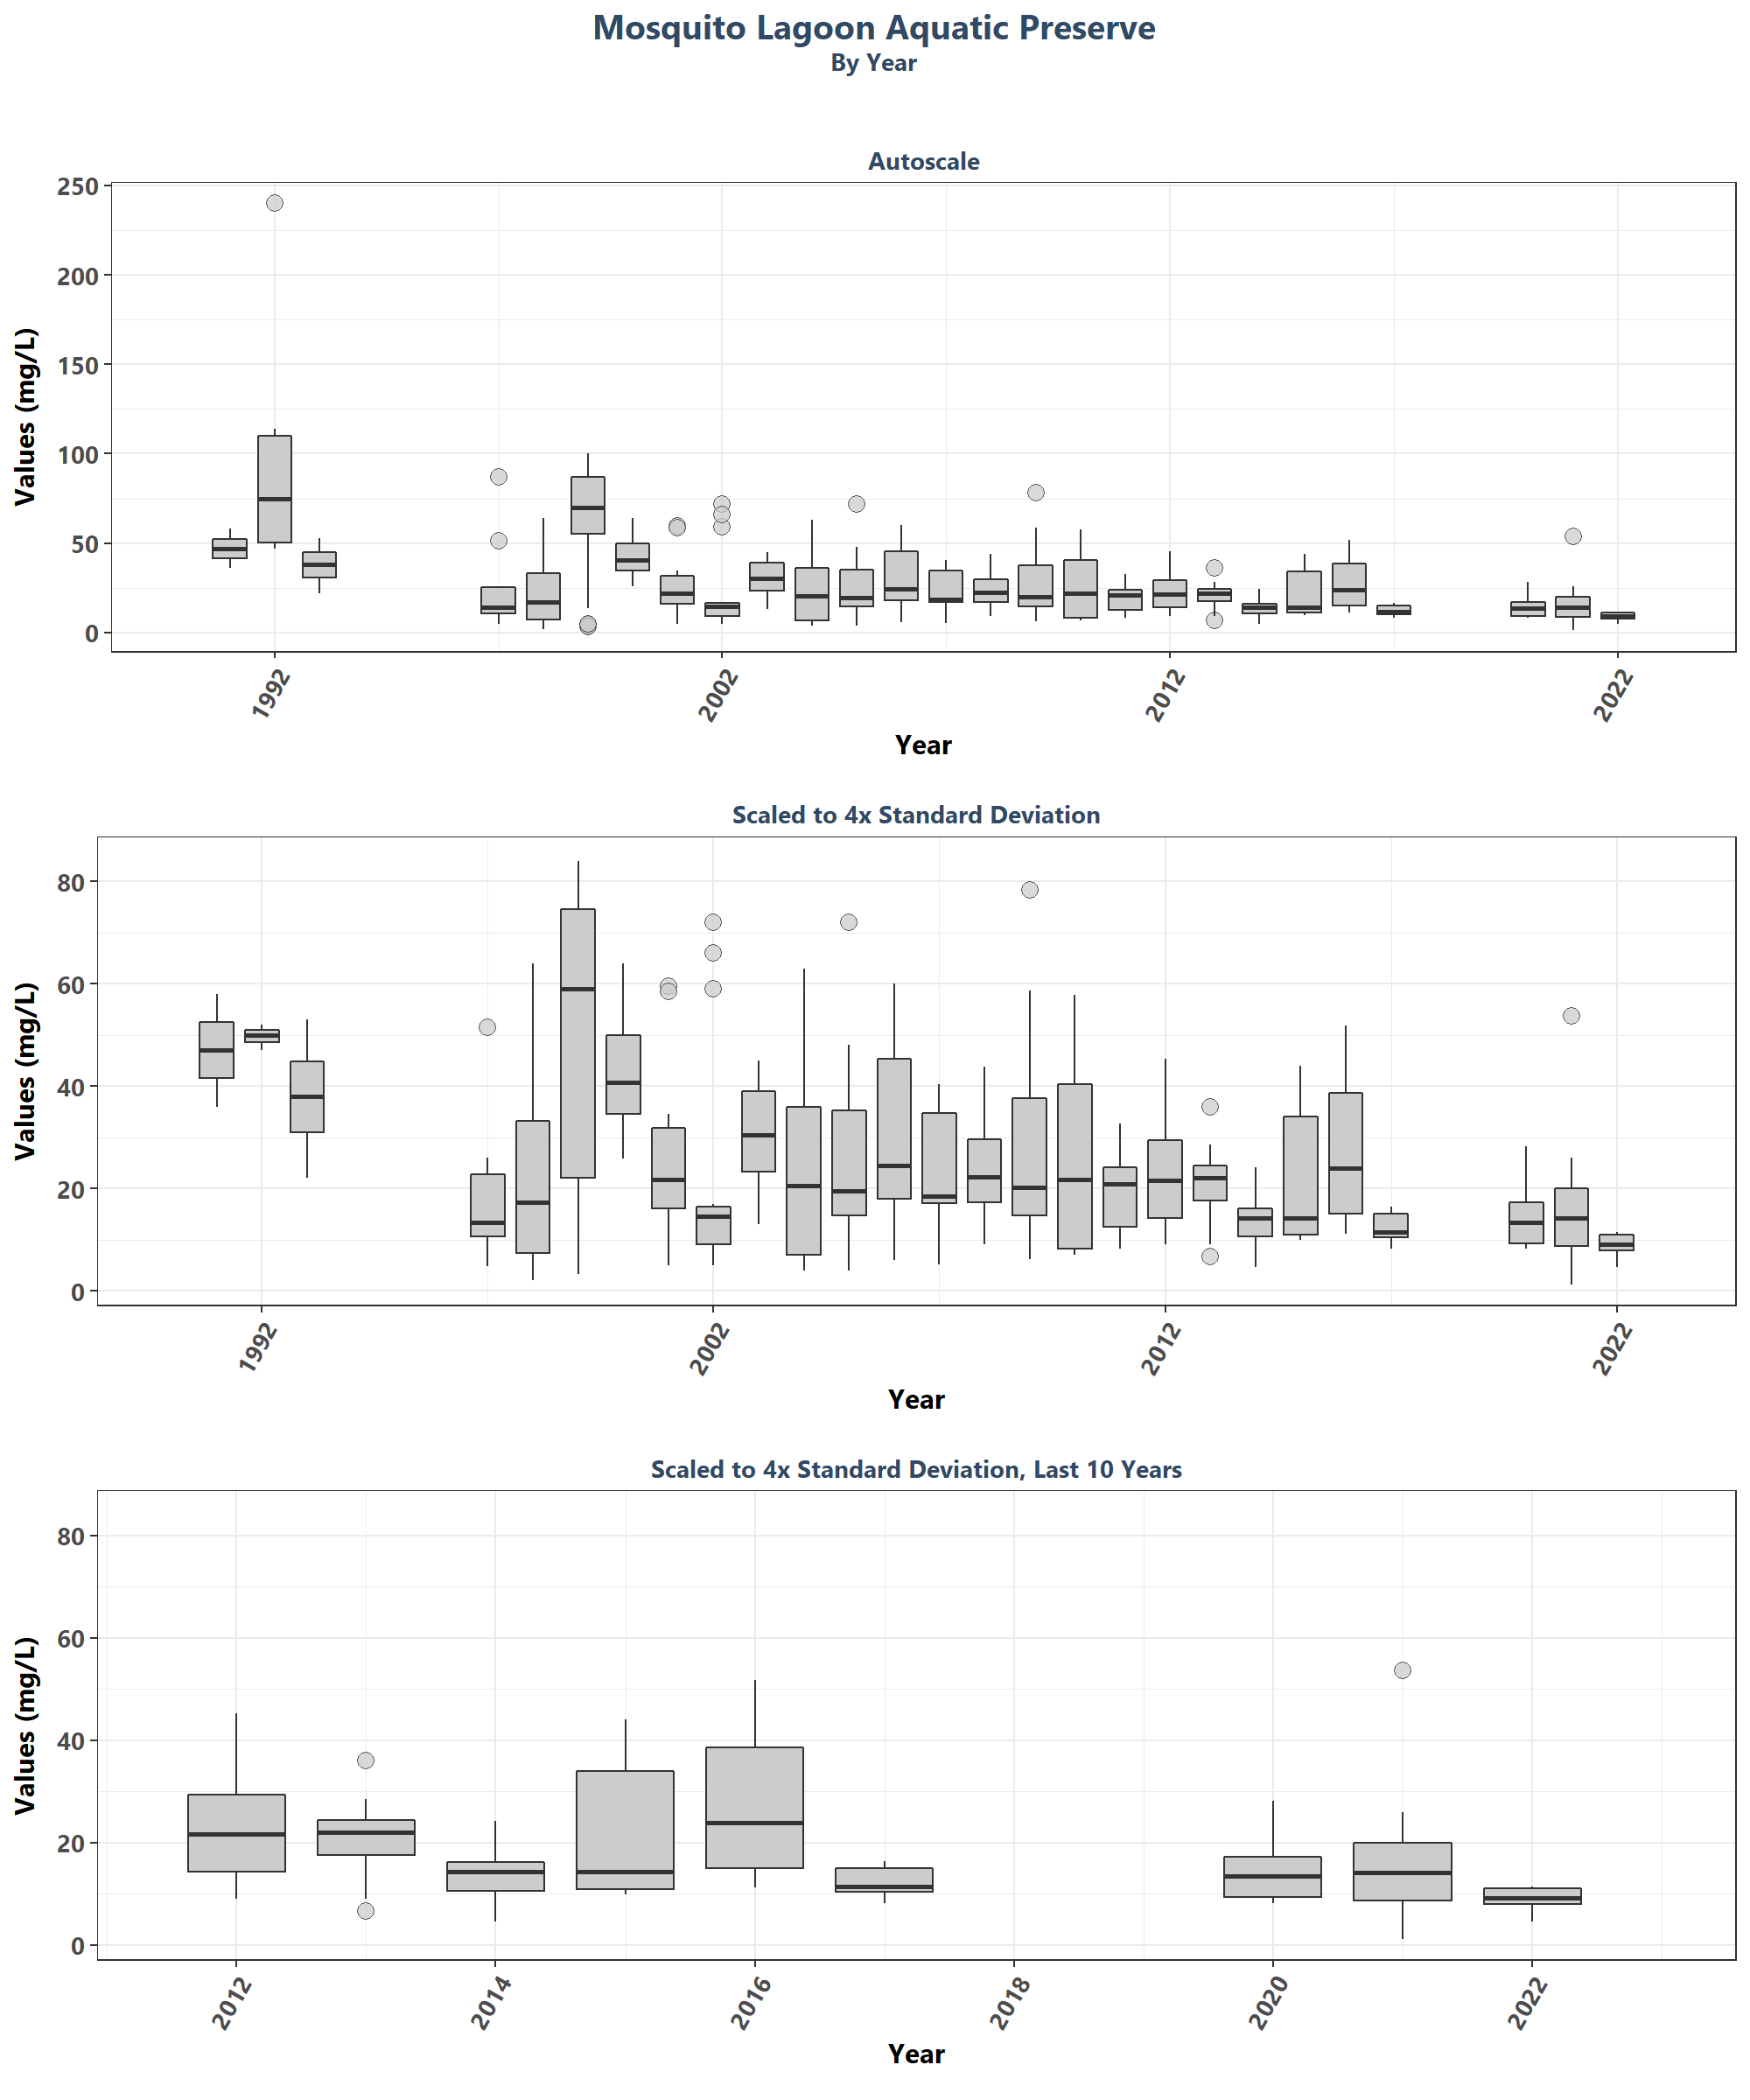 Mosquito Lagoon Aquatic Preserve
By Year
Autoscale
Values (mg/L)
250
200
150
100
50
0
1992
2002
2012
2022
Year
Scaled to 4x Standard Deviation
Values (mg/L)
80
60
40
20
0
1992
2002
2012
2022
Year
Scaled to 4x Standard Deviation, Last 10 Years
Values (mg/L)
80
60
40
20
0
2012
2014
2016
2018
2020
2022
Year